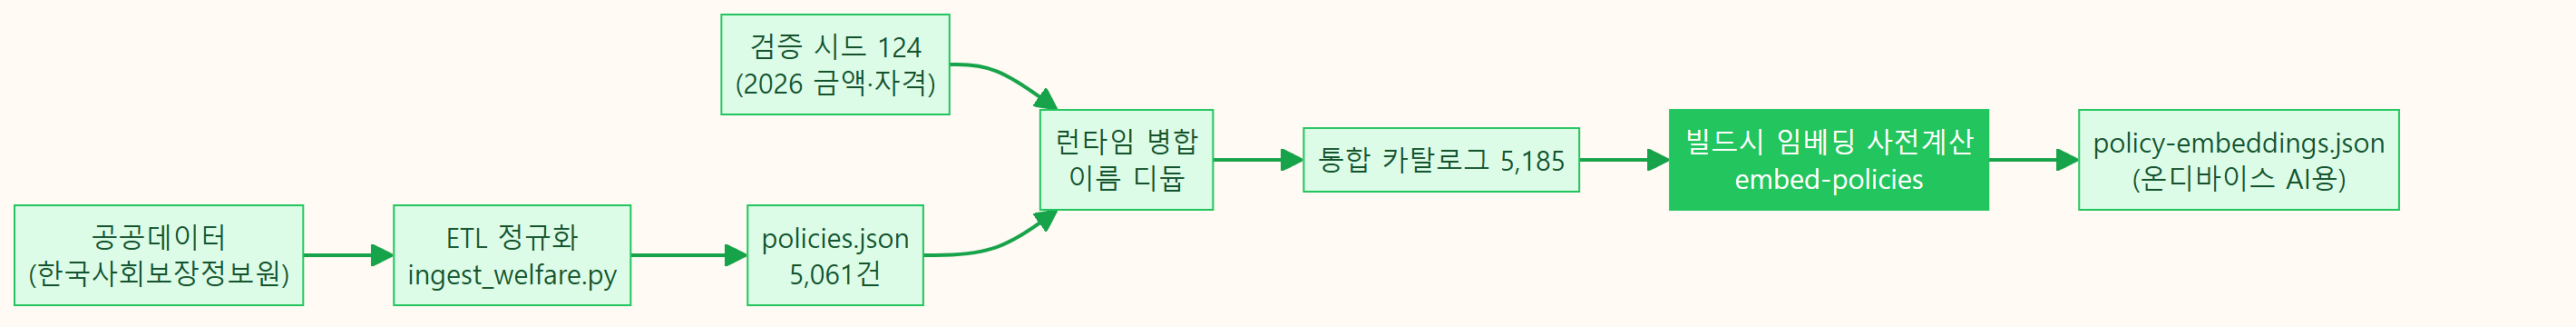 검증 시드 124
(2026 금액·자격)
공공데이터
(한국사회보장정보원)
ETL 정규화
ingest_welfare.py
policies.json
5,061건
런타임 병합
이름 디듑
통합 카탈로그 5,185
빌드시 임베딩 사전계산
embed-policies
policy-embeddings.json
(온디바이스 AI용)